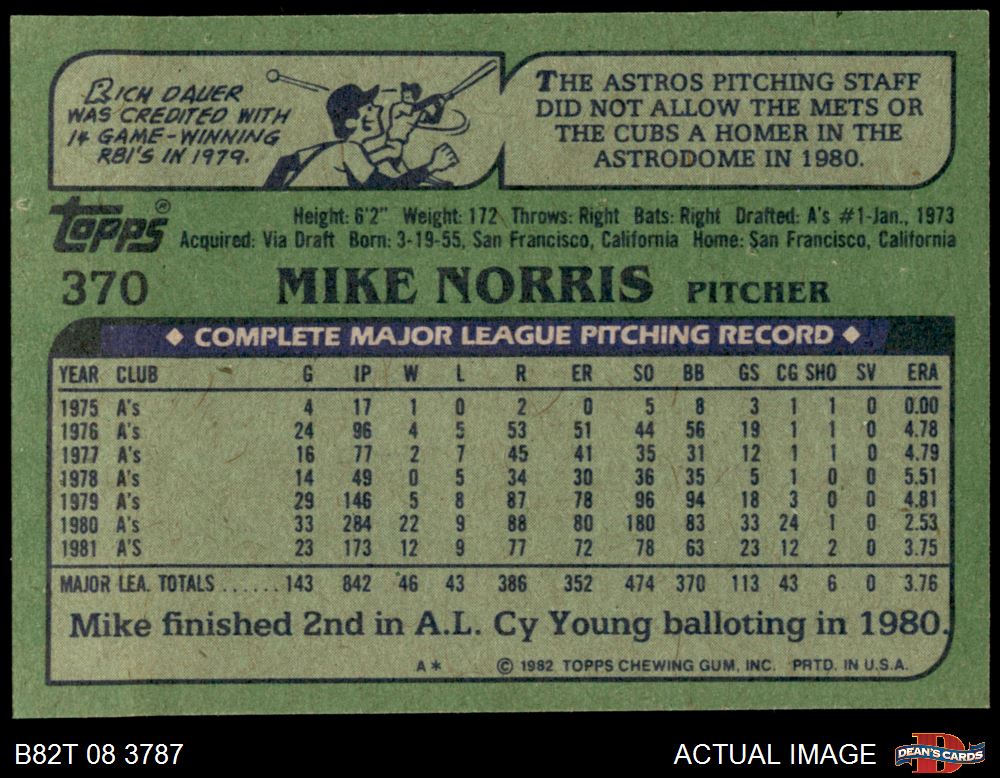 RICH DAUER
WAS CREDITED WITH
14 GAME-WINNING
RBI'S IN 1979.
THE ASTROS PITCHING STAFF
DID NOT ALLOW THE METS OR
THE CUBS A HOMER IN THE
ASTRODOME IN 1980.
Topps®
Height: 6'2" Weight: 172 Throws: Right Bats: Right Drafted: A's #1-Jan., 1973
Acquired: Via Draft Born: 3-19-55, San Francisco, California Home: San Francisco, California
370 MIKE NORRIS PITCHER
◆ COMPLETE MAJOR LEAGUE PITCHING RECORD ◆
YEAR CLUB G IP W L R ER SO BB GS CG SHO SV ERA
1975 A's 4 17 1 0 2 0 5 8 3 1 1 0 0.00
1976 A's 24 96 4 5 53 51 44 56 19 1 1 0 4.78
1977 A's 16 77 2 7 45 41 35 31 12 1 1 0 4.79
1978 A's 14 49 0 5 34 30 36 35 5 1 0 0 5.51
1979 A's 29 146 5 8 87 78 96 94 18 3 0 0 4.81
1980 A's 33 284 22 9 88 80 180 83 33 24 1 0 2.53
1981 A'S 23 173 12 9 77 72 78 63 23 12 2 0 3.75
MAJOR LEA. TOTALS ...... 143 842 46 43 386 352 474 370 113 43 6 0 3.76
Mike finished 2nd in A.L. Cy Young balloting in 1980.
A* © 1982 TOPPS CHEWING GUM, INC. PRTD. IN U.S.A.
B82T 08 3787 ACTUAL IMAGE DEAN'S CARDS